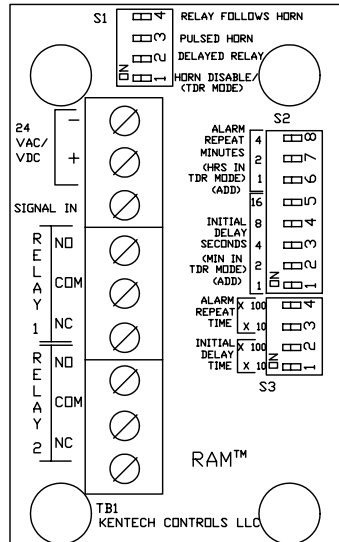 S1
4 RELAY FOLLOWS HORN
3 PULSED HORN
2 DELAYED RELAY
ON 1 HORN DISABLE/
(TDR MODE)
24
VAC/
VDC
−
+
SIGNAL IN
RELAY 1
NO
COM
NC
RELAY 2
NO
COM
NC
TB1
S2
ALARM
REPEAT
MINUTES
(HRS IN
TDR MODE)
(ADD)
4
2
1
INITIAL
DELAY
SECONDS
(MIN IN
TDR MODE)
(ADD)
16
8
4
2
1
8
7
6
5
4
3
2
1
ON
ALARM
REPEAT
TIME
X 100
X 10
INITIAL
DELAY
TIME
X 100
X 10
4
3
2
1
ON
S3
RAM™
KENTECH CONTROLS LLC